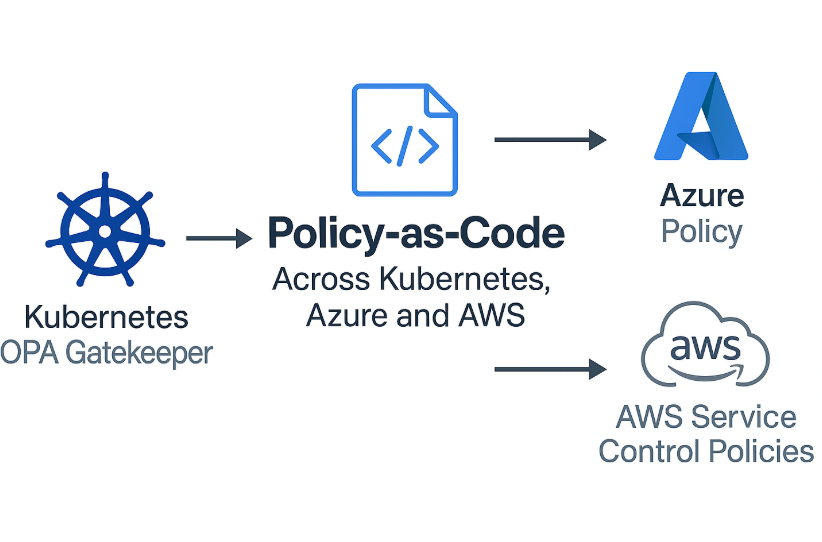 Kubernetes
OPA Gatekeeper
</>
Policy-as-Code
Across Kubernetes,
Azure and AWS
Azure
Policy
aws
AWS Service
Control Policies